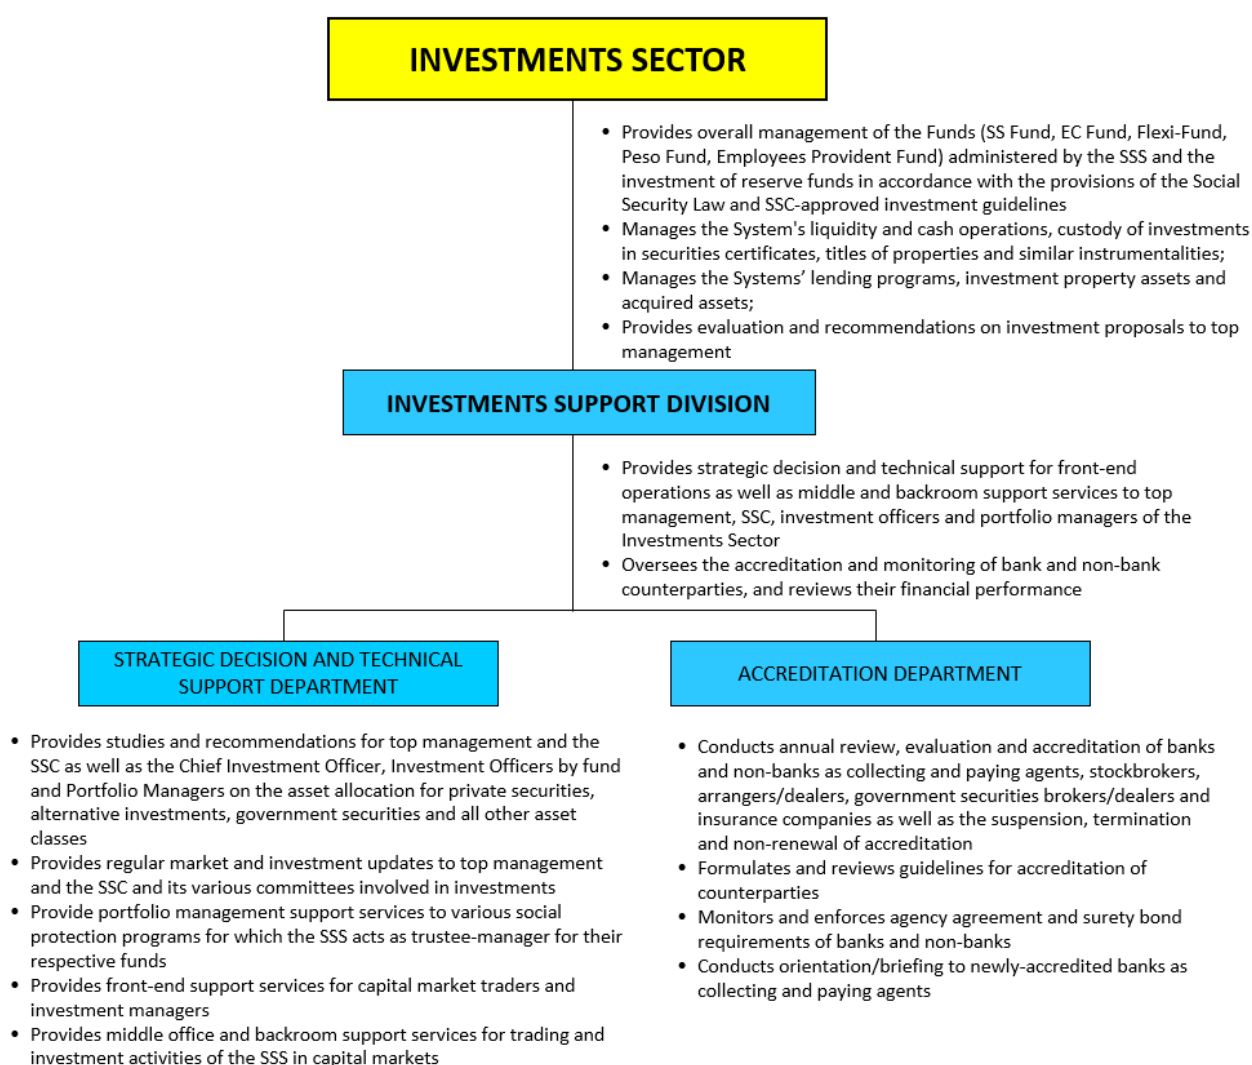 INVESTMENTS SECTOR
• Provides overall management of the Funds (SS Fund, EC Fund, Flexi-Fund,
Peso Fund, Employees Provident Fund) administered by the SSS and the
investment of reserve funds in accordance with the provisions of the Social
Security Law and SSC-approved investment guidelines
• Manages the System's liquidity and cash operations, custody of investments
in securities certificates, titles of properties and similar instrumentalities;
• Manages the Systems’ lending programs, investment property assets and
acquired assets;
• Provides evaluation and recommendations on investment proposals to top
management
INVESTMENTS SUPPORT DIVISION
• Provides strategic decision and technical support for front-end
operations as well as middle and backroom support services to top
management, SSC, investment officers and portfolio managers of the
Investments Sector
• Oversees the accreditation and monitoring of bank and non-bank
counterparties, and reviews their financial performance
STRATEGIC DECISION AND TECHNICAL
SUPPORT DEPARTMENT
• Provides studies and recommendations for top management and the
SSC as well as the Chief Investment Officer, Investment Officers by fund
and Portfolio Managers on the asset allocation for private securities,
alternative investments, government securities and all other asset
classes
• Provides regular market and investment updates to top management
and the SSC and its various committees involved in investments
• Provide portfolio management support services to various social
protection programs for which the SSS acts as trustee-manager for their
respective funds
• Provides front-end support services for capital market traders and
investment managers
• Provides middle office and backroom support services for trading and
investment activities of the SSS in capital markets
ACCREDITATION DEPARTMENT
• Conducts annual review, evaluation and accreditation of banks
and non-banks as collecting and paying agents, stockbrokers,
arrangers/dealers, government securities brokers/dealers and
insurance companies as well as the suspension, termination
and non-renewal of accreditation
• Formulates and reviews guidelines for accreditation of
counterparties
• Monitors and enforces agency agreement and surety bond
requirements of banks and non-banks
• Conducts orientation/briefing to newly-accredited banks as
collecting and paying agents